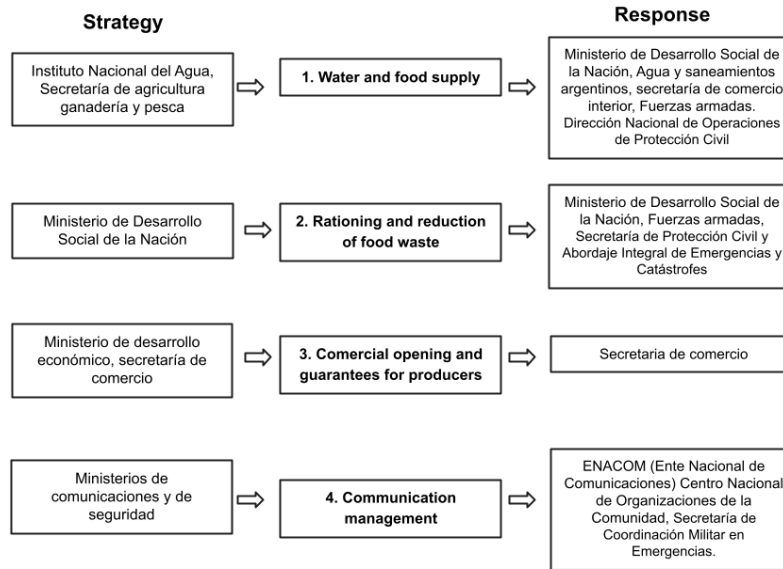 Strategy
Response
Instituto Nacional del Agua,
Secretaría de agricultura
ganadería y pesca
1. Water and food supply
Ministerio de Desarrollo Social de
la Nación, Agua y saneamientos
argentinos, secretaría de comercio
interior, Fuerzas armadas.
Dirección Nacional de Operaciones
de Protección Civil
Ministerio de Desarrollo
Social de la Nación
2. Rationing and reduction
of food waste
Ministerio de Desarrollo Social de
la Nación, Fuerzas armadas,
Secretaría de Protección Civil y
Abordaje Integral de Emergencias y
Catástrofes
Ministerio de desarrollo
económico, secretaría de
comercio
3. Comercial opening and
guarantees for producers
Secretaria de comercio
Ministerios de
comunicaciones y de
seguridad
4. Communication
management
ENACOM (Ente Nacional de
Comunicaciones) Centro Nacional
de Organizaciones de la
Comunidad, Secretaría de
Coordinación Militar en
Emergencias.